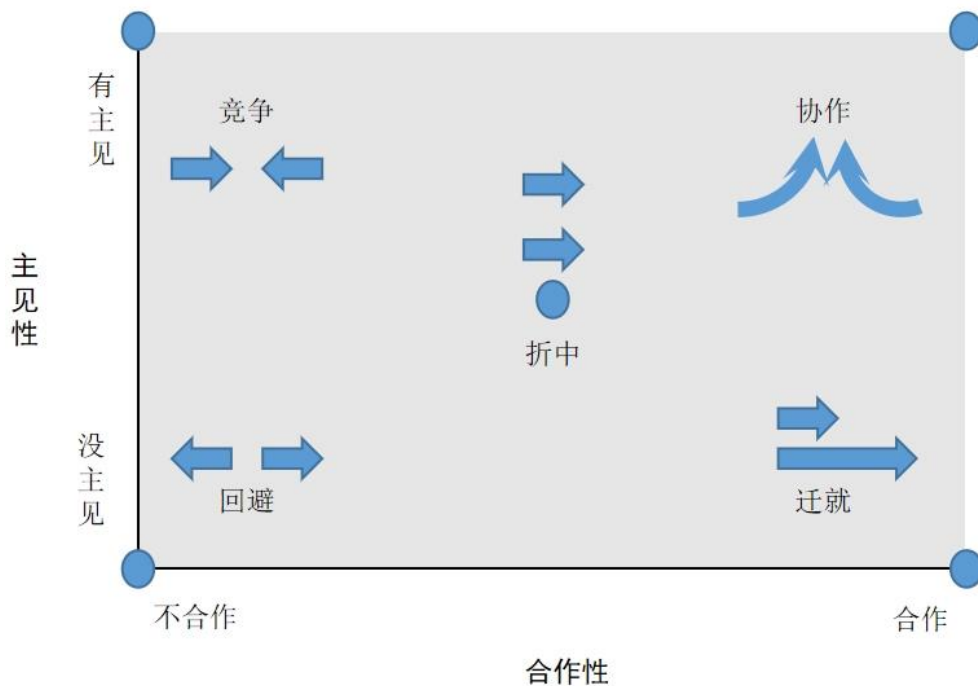 有主见
竞争
协作
主见性
折中
没主见
回避
迁就
不合作
合作
合作性